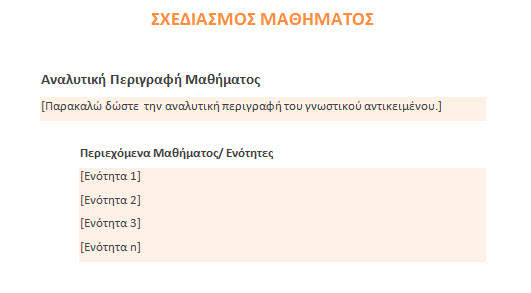 ΣΧΕΔΙΑΣΜΟΣ ΜΑΘΗΜΑΤΟΣ
Αναλυτική Περιγραφή Μαθήματος
[Παρακαλώ δώστε την αναλυτική περιγραφή του γνωστικού αντικειμένου.]
Περιεχόμενα Μαθήματος/ Ενότητες
[Ενότητα 1]
[Ενότητα 2]
[Ενότητα 3]
[Ενότητα n]